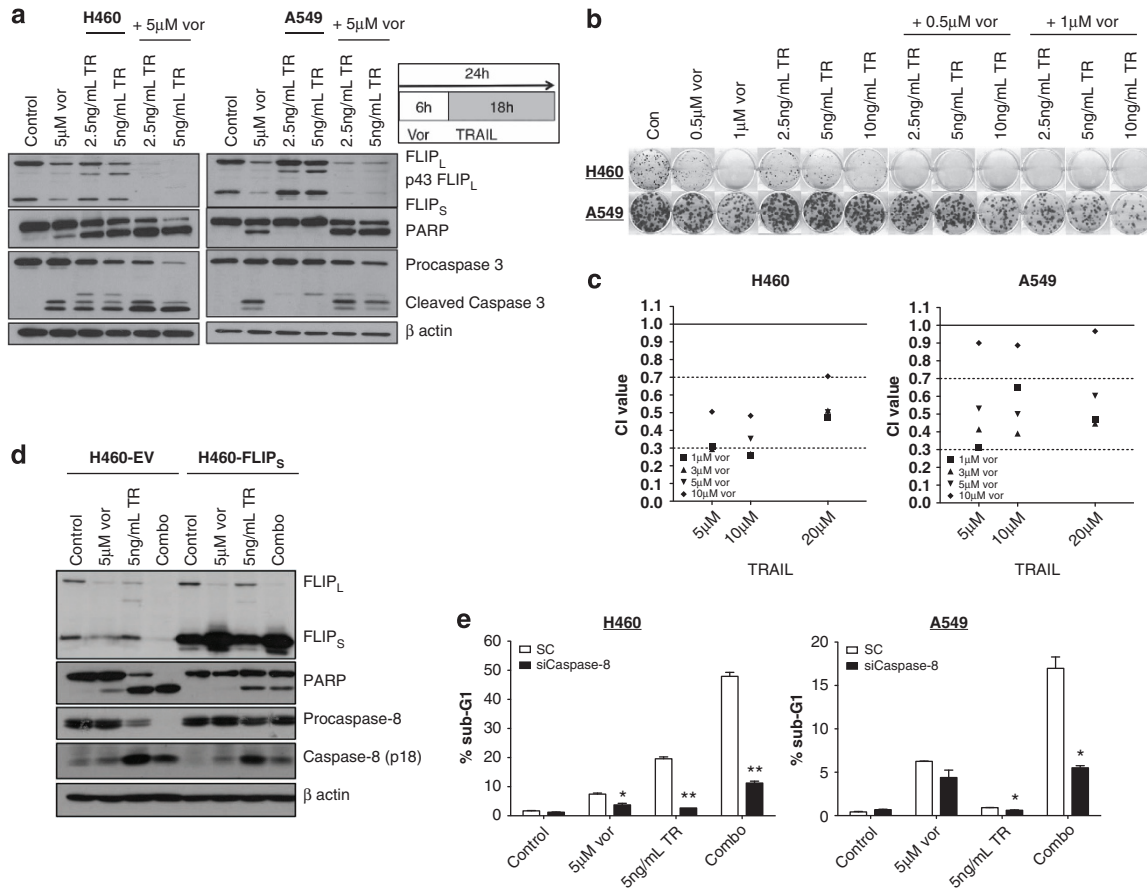 a
H460
+ 5µM vor
A549
+ 5µM vor
Control
5µM vor
2.5ng/mL TR
5ng/mL TR
2.5ng/mL TR
5ng/mL TR
Control
5µM vor
2.5ng/mL TR
5ng/mL TR
2.5ng/mL TR
5ng/mL TR
24h
6h
18h
Vor
TRAIL
FLIPL
p43 FLIPL
FLIPS
PARP
Procaspase 3
Cleaved Caspase 3
β actin
b
+ 0.5µM vor
+ 1µM vor
Con
0.5µM vor
1µM vor
2.5ng/mL TR
5ng/mL TR
10ng/mL TR
2.5ng/mL TR
5ng/mL TR
10ng/mL TR
2.5ng/mL TR
5ng/mL TR
10ng/mL TR
H460
A549
c
H460
CI value
1.1
1.0
0.9
0.8
0.7
0.6
0.5
0.4
0.3
0.2
0.1
0.0
1µM vor
3µM vor
5µM vor
10µM vor
5µM
10µM
20µM
TRAIL
A549
CI value
1.1
1.0
0.9
0.8
0.7
0.6
0.5
0.4
0.3
0.2
0.1
0.0
1µM vor
3µM vor
5µM vor
10µM vor
5µM
10µM
20µM
TRAIL
d
H460-EV
H460-FLIPS
Control
5µM vor
5ng/mL TR
Combo
Control
5µM vor
5ng/mL TR
Combo
FLIPL
FLIPS
PARP
Procaspase-8
Caspase-8 (p18)
β actin
e
H460
SC
siCaspase-8
% sub-G1
60
50
40
30
20
10
0
*
**
**
Control
5µM vor
5ng/mL TR
Combo
A549
SC
siCaspase-8
% sub-G1
20
15
10
5
0
*
*
Control
5µM vor
5ng/mL TR
Combo